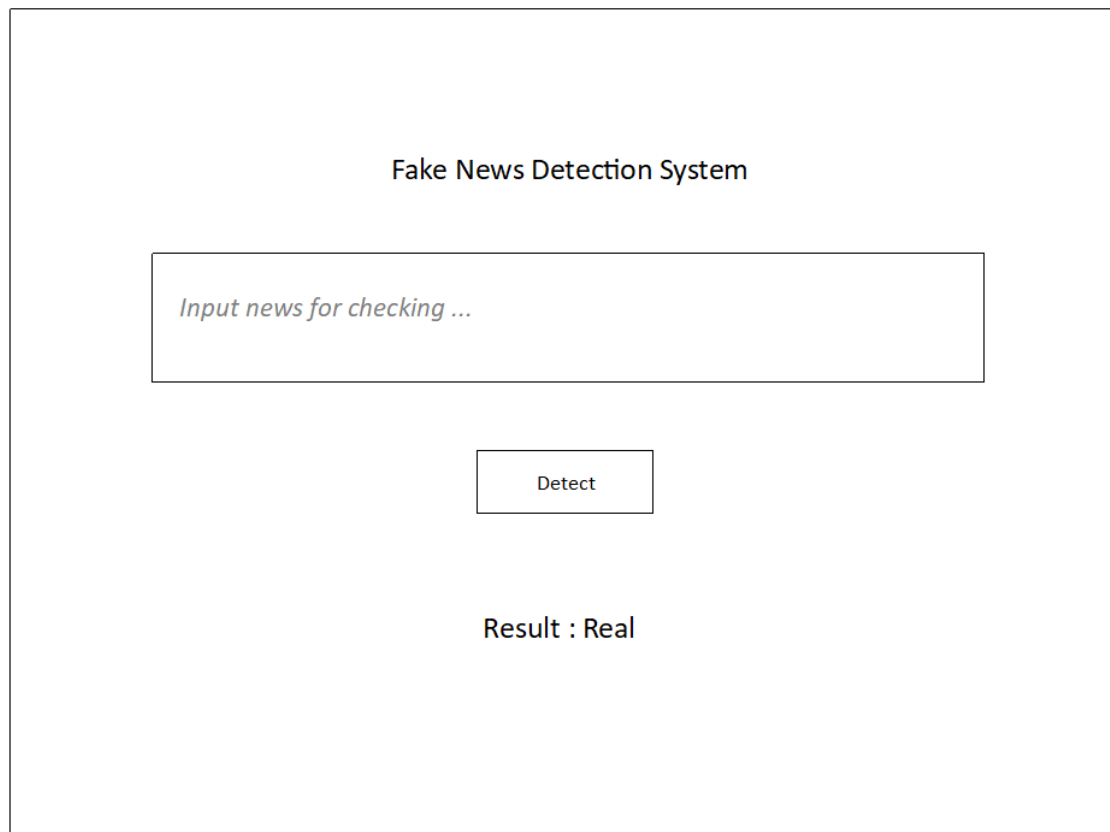 Fake News Detection System
Input news for checking ...
Detect
Result : Real